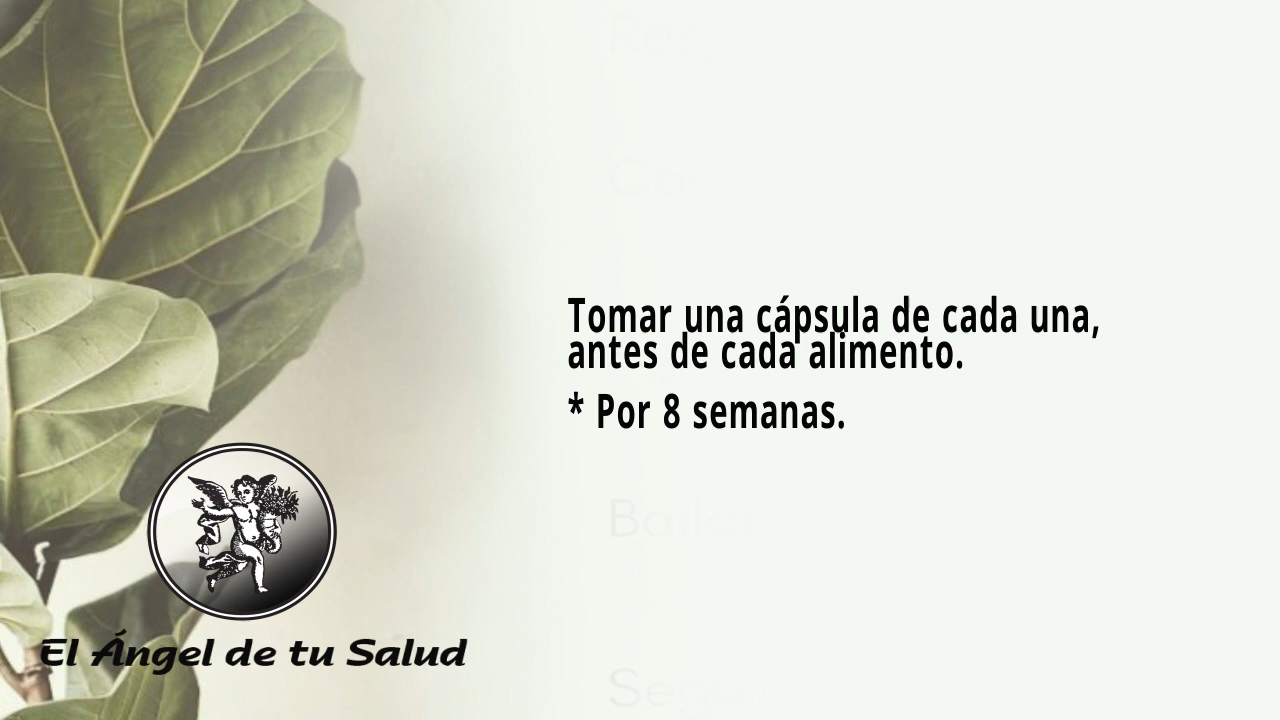 Tomar una cápsula de cada una,
antes de cada alimento.
* Por 8 semanas.
El Ángel de tu Salud